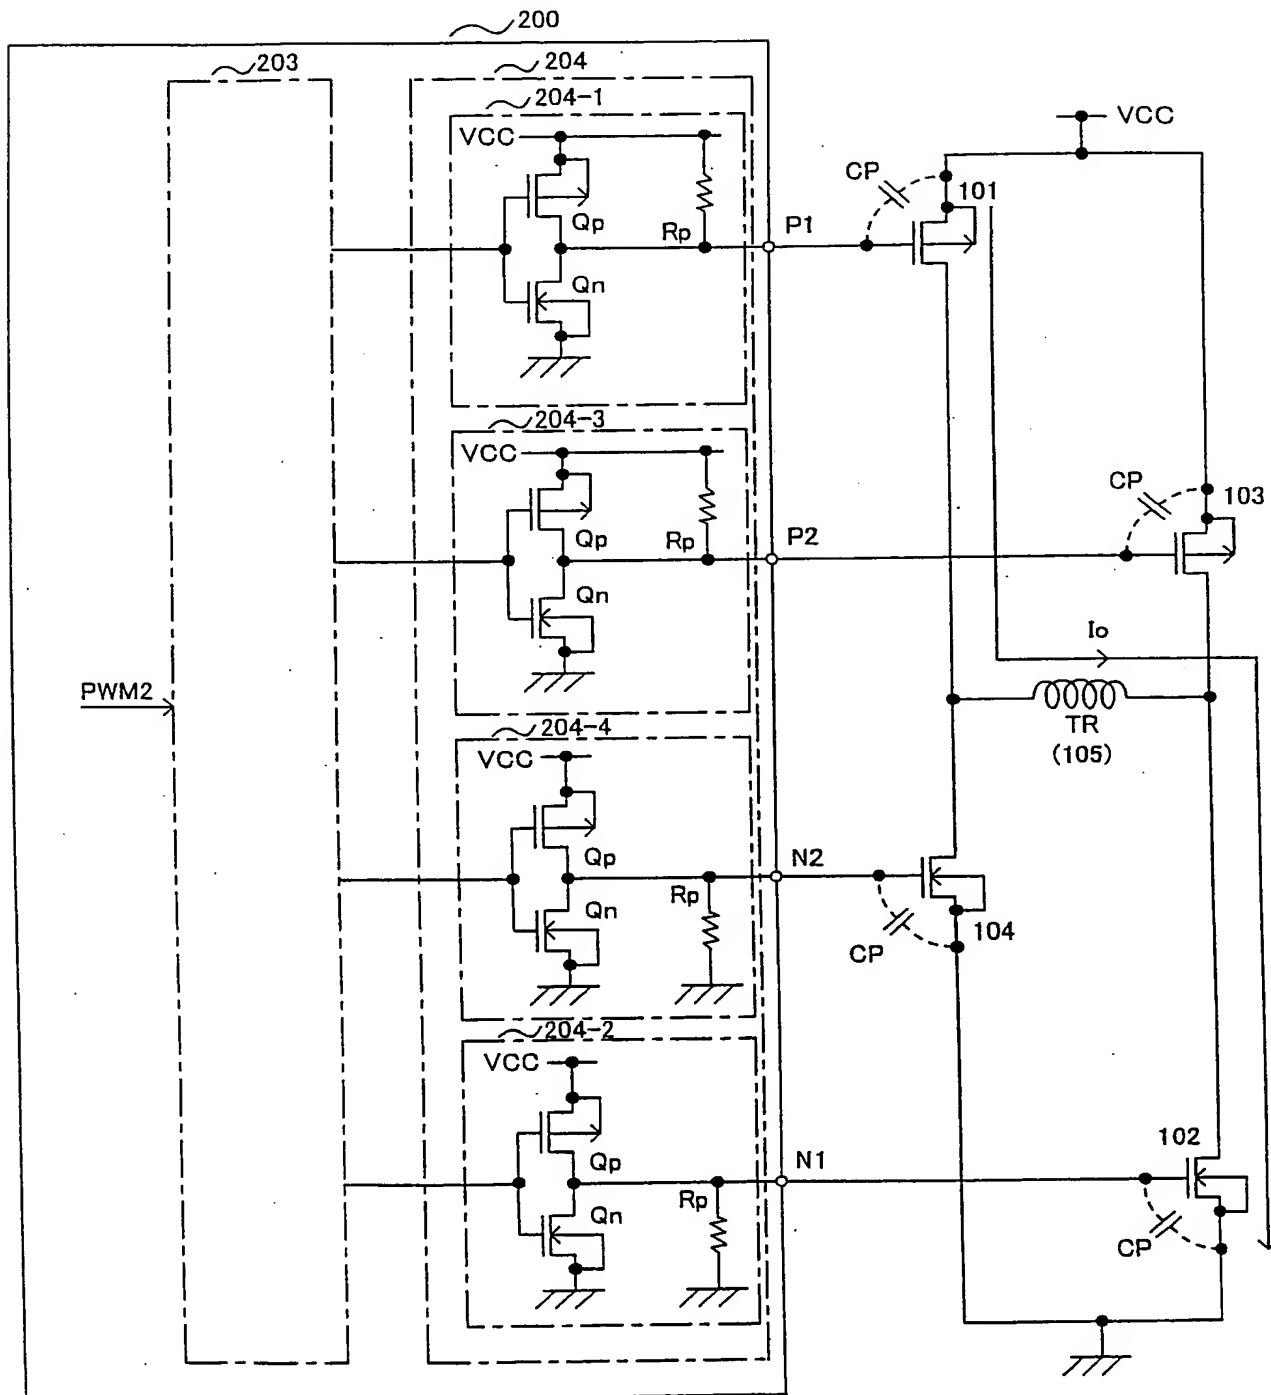 200
203
204
204-1
VCC
Qp
Rp
Qn
P1
CP
101
VCC
204-3
VCC
Qp
Rp
Qn
P2
CP
103
Io
TR
(105)
PWM2
204-4
VCC
Qp
Rp
Qn
N2
CP
104
204-2
VCC
Qp
Rp
Qn
N1
102
CP